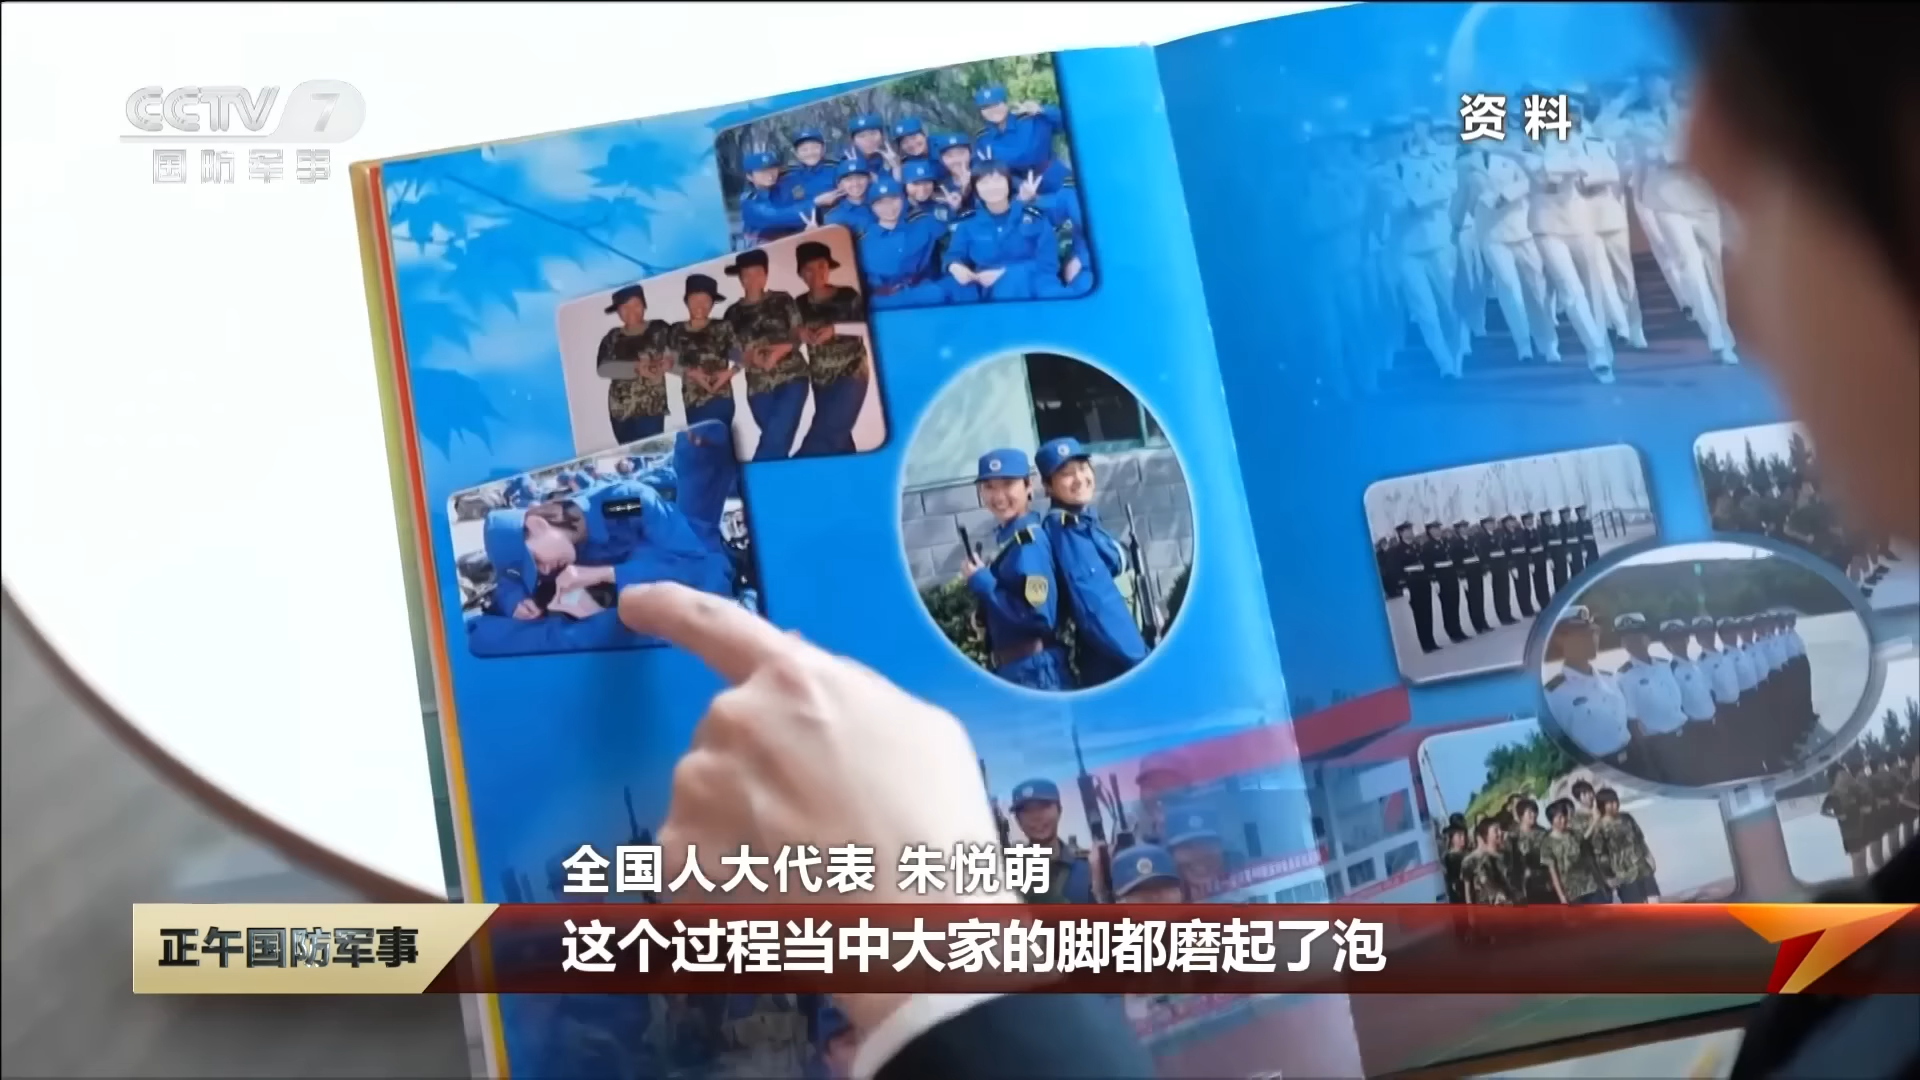 CCTV 7
国防军事
资料
全国人大代表 朱悦萌
正午国防军事
这个过程当中大家的脚都磨起了泡